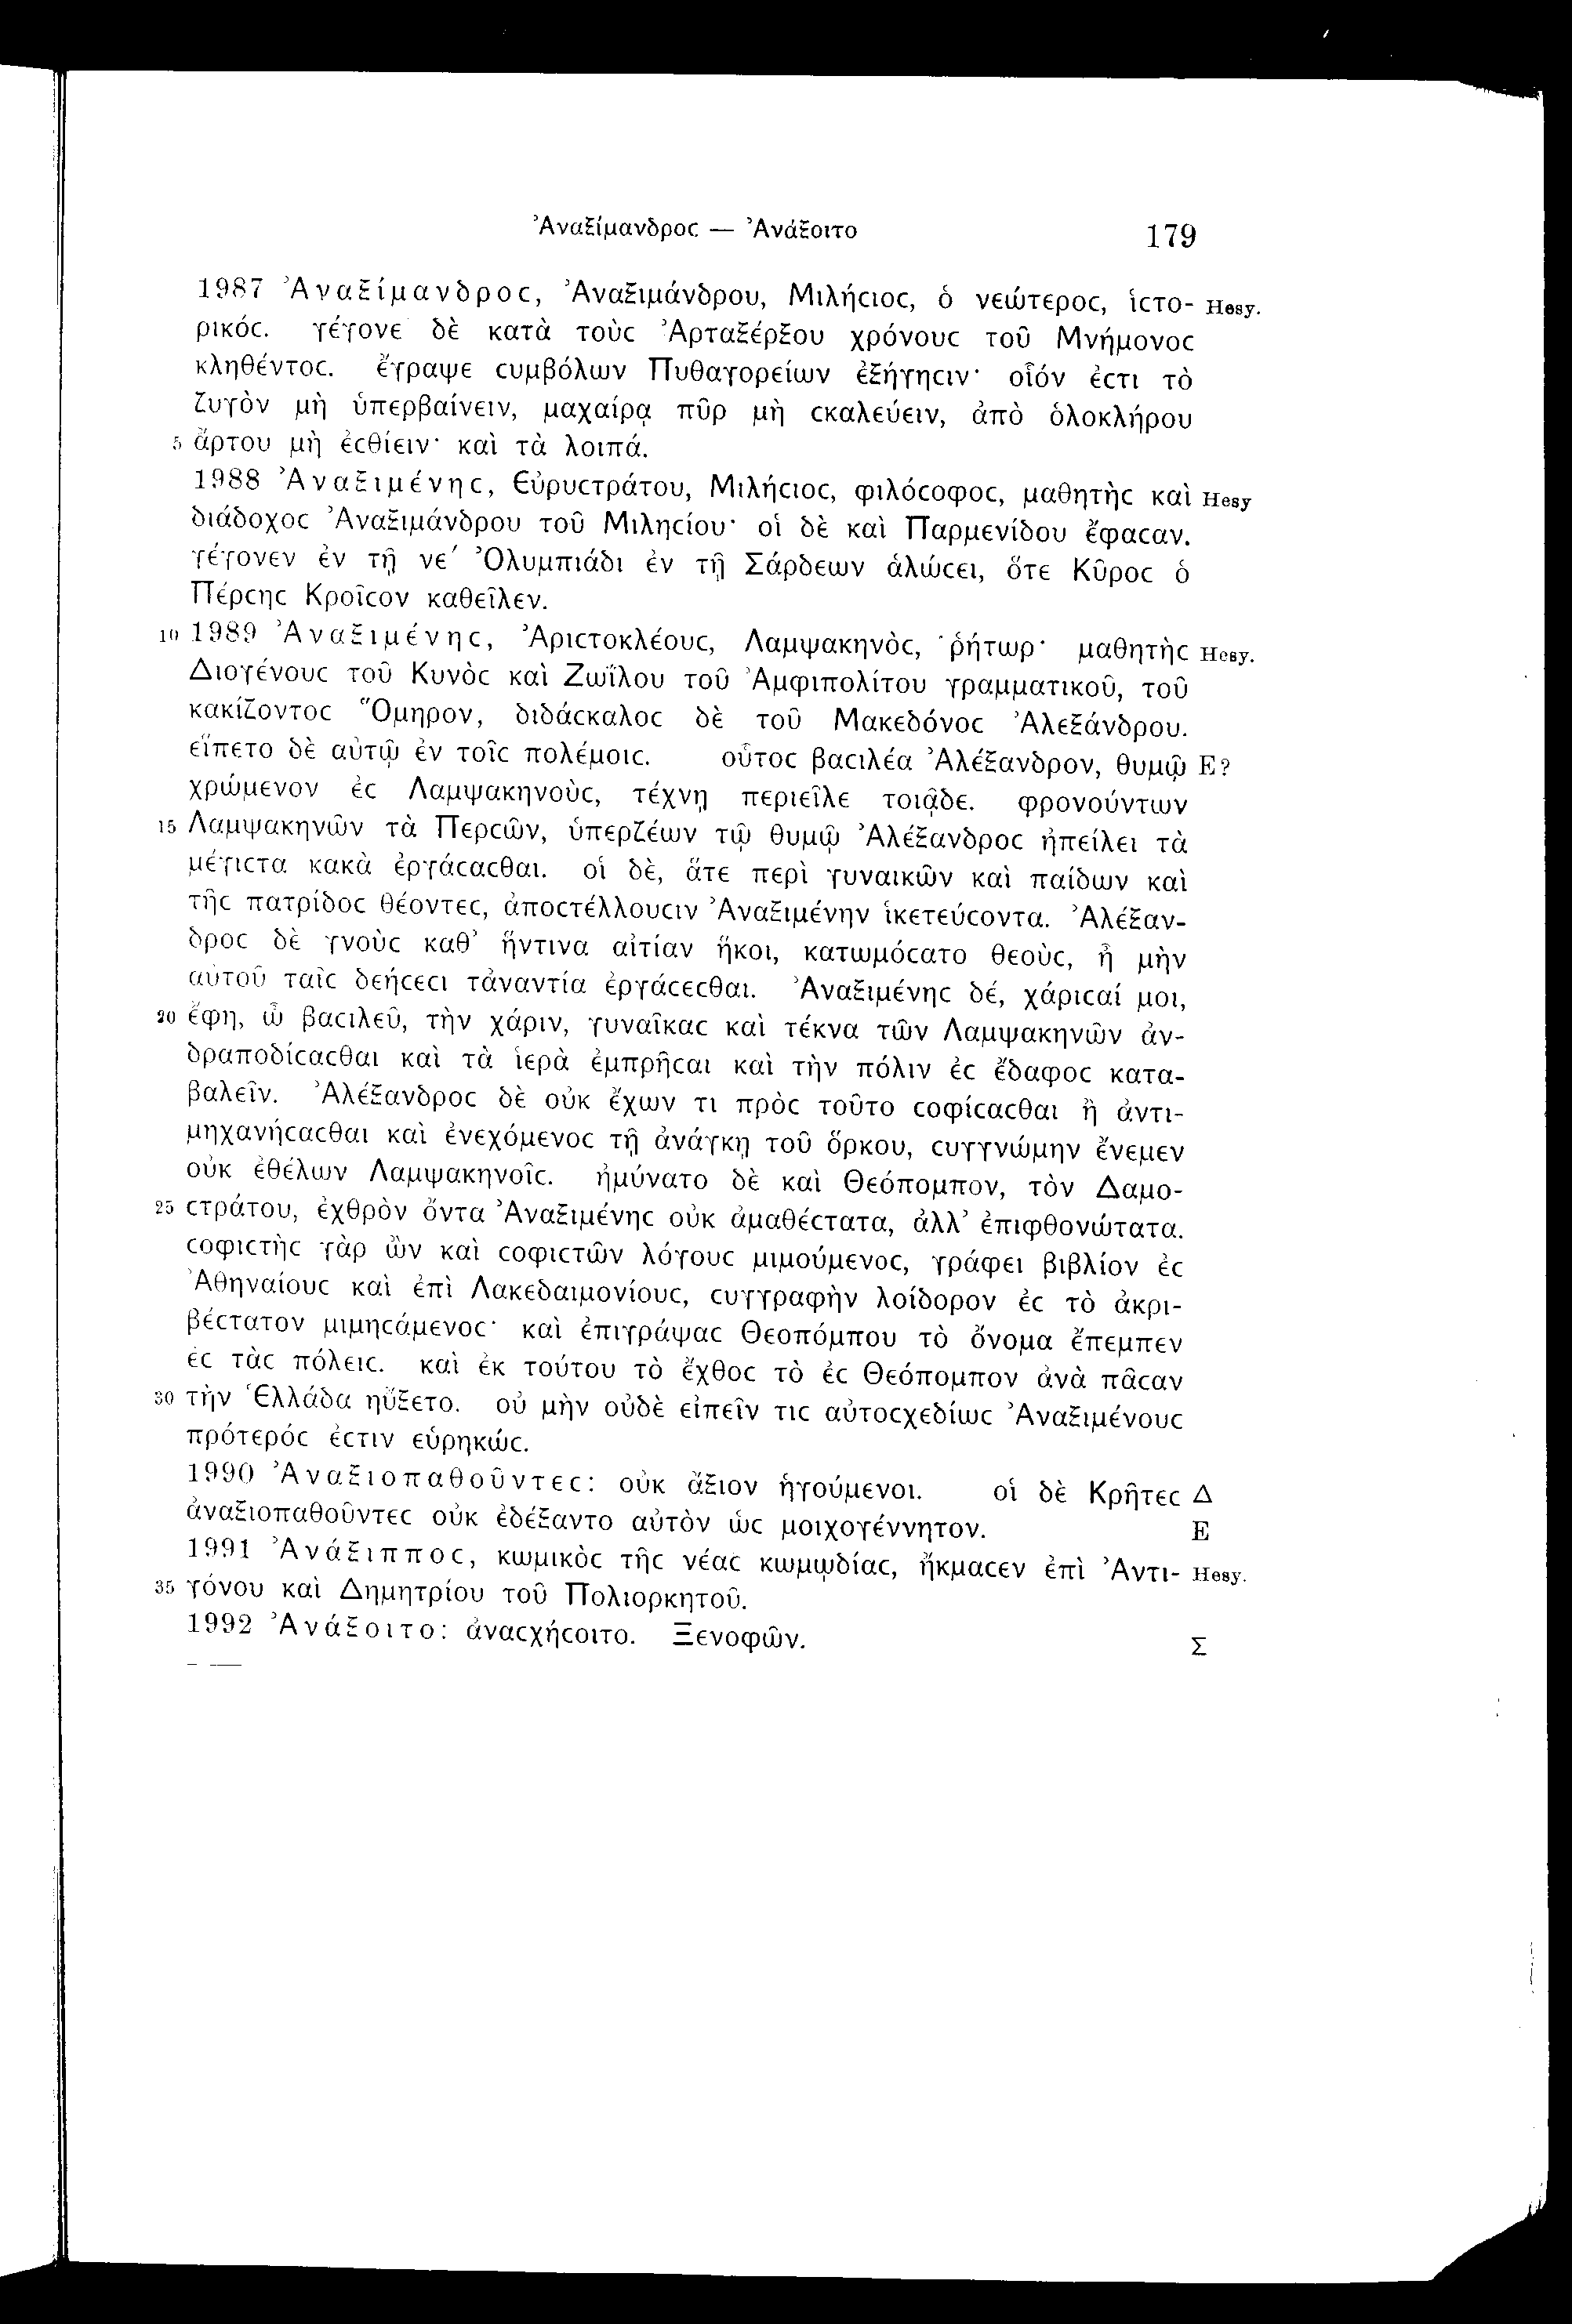 Ἀναξίμανδροϲ — Ἀνάξοιτο 179
1987 Ἀναξίμανδροϲ, Ἀναξιμάνδρου, Μιλήϲιοϲ, ὁ νεώτεροϲ, ἱϲτο- Hesy.
ρικόϲ. γέγονε δὲ κατὰ τοὺϲ Ἀρταξέρξου χρόνουϲ τοῦ Μνήμονοϲ
κληθέντοϲ. ἔγραψε ϲυμβόλων Πυθαγορείων ἐξήγηϲιν· οἷόν ἐϲτι τὸ
ζυγὸν μὴ ὑπερβαίνειν, μαχαίρᾳ πῦρ μὴ ϲκαλεύειν, ἀπὸ ὁλοκλήρου
5 ἄρτου μὴ ἐϲθίειν· καὶ τὰ λοιπά.
1988 Ἀναξιμένηϲ, Εὐρυϲτράτου, Μιλήϲιοϲ, φιλόϲοφοϲ, μαθητὴϲ καὶ Hesy
διάδοχοϲ Ἀναξιμάνδρου τοῦ Μιληϲίου· οἱ δὲ καὶ Παρμενίδου ἔφαϲαν.
γέγονεν ἐν τῇ νε´ Ὀλυμπιάδι ἐν τῇ Σάρδεων ἁλώϲει, ὅτε Κῦροϲ ὁ
Πέρϲηϲ Κροῖϲον καθεῖλεν.
10 1989 Ἀναξιμένηϲ, Ἀριϲτοκλέουϲ, Λαμψακηνὸϲ, ῥήτωρ· μαθητὴϲ Hesy.
Διογένουϲ τοῦ Κυνὸϲ καὶ Ζωΐλου τοῦ Ἀμφιπολίτου γραμματικοῦ, τοῦ
κακίζοντοϲ Ὅμηρον, διδάϲκαλοϲ δὲ τοῦ Μακεδόνοϲ Ἀλεξάνδρου.
εἵπετο δὲ αὐτῷ ἐν τοῖϲ πολέμοιϲ. οὗτοϲ βαϲιλέα Ἀλέξανδρον, θυμῷ E?
χρώμενον ἐϲ Λαμψακηνοὺϲ, τέχνῃ περιεῖλε τοιᾷδε. φρονούντων
15 Λαμψακηνῶν τὰ Περϲῶν, ὑπερζέων τῷ θυμῷ Ἀλέξανδροϲ ἠπείλει τὰ
μέγιϲτα κακὰ ἐργάϲαϲθαι. οἱ δὲ, ἅτε περὶ γυναικῶν καὶ παίδων καὶ
τῆϲ πατρίδοϲ θέοντεϲ, ἀποϲτέλλουϲιν Ἀναξιμένην ἱκετεύϲοντα. Ἀλέξαν-
δροϲ δὲ γνοὺϲ καθ’ ἥντινα αἰτίαν ἥκοι, κατωμόϲατο θεοὺϲ, ἦ μὴν
αὐτοῦ ταῖϲ δεήϲεϲι τἀναντία ἐργάϲεϲθαι. Ἀναξιμένηϲ δέ, χάριϲαί μοι,
20 ἔφη, ὦ βαϲιλεῦ, τὴν χάριν, γυναῖκαϲ καὶ τέκνα τῶν Λαμψακηνῶν ἀν-
δραποδίϲαϲθαι καὶ τὰ ἱερὰ ἐμπρῆϲαι καὶ τὴν πόλιν ἐϲ ἔδαφοϲ κατα-
βαλεῖν. Ἀλέξανδροϲ δὲ οὐκ ἔχων τι πρὸϲ τοῦτο ϲοφίϲαϲθαι ἢ ἀντι-
μηχανήϲαϲθαι καὶ ἐνεχόμενοϲ τῇ ἀνάγκῃ τοῦ ὅρκου, ϲυγγνώμην ἔνεμεν
οὐκ ἐθέλων Λαμψακηνοῖϲ. ἠμύνατο δὲ καὶ Θεόπομπον, τὸν Δαμο-
25 ϲτράτου, ἐχθρὸν ὄντα Ἀναξιμένηϲ οὐκ ἀμαθέϲτατα, ἀλλ’ ἐπιφθονώτατα.
ϲοφιϲτὴϲ γὰρ ὢν καὶ ϲοφιϲτῶν λόγουϲ μιμούμενοϲ, γράφει βιβλίον ἐϲ
Ἀθηναίουϲ καὶ ἐπὶ Λακεδαιμονίουϲ, ϲυγγραφὴν λοίδορον ἐϲ τὸ ἀκρι-
βέϲτατον μιμηϲάμενοϲ· καὶ ἐπιγράψαϲ Θεοπόμπου τὸ ὄνομα ἔπεμπεν
ἐϲ τὰϲ πόλειϲ. καὶ ἐκ τούτου τὸ ἔχθοϲ τὸ ἐϲ Θεόπομπον ἀνὰ πᾶϲαν
30 τὴν Ἑλλάδα ηὔξετο. οὐ μὴν οὐδὲ εἰπεῖν τιϲ αὐτοϲχεδίωϲ Ἀναξιμένουϲ
πρότερόϲ ἐϲτιν εὑρηκώϲ.
1990 Ἀναξιοπαθοῦντεϲ: οὐκ ἄξιον ἡγούμενοι. οἱ δὲ Κρῆτεϲ Δ
ἀναξιοπαθοῦντεϲ οὐκ ἐδέξαντο αὐτὸν ὡϲ μοιχογέννητον. E
1991 Ἀνάξιπποϲ, κωμικὸϲ τῆϲ νέαϲ κωμῳδίαϲ, ἤκμαϲεν ἐπὶ Ἀντι- Hesy.
35 γόνου καὶ Δημητρίου τοῦ Πολιορκητοῦ.
1992 Ἀνάξοιτο: ἀναϲχήϲοιτο. Ξενοφῶν. Σ